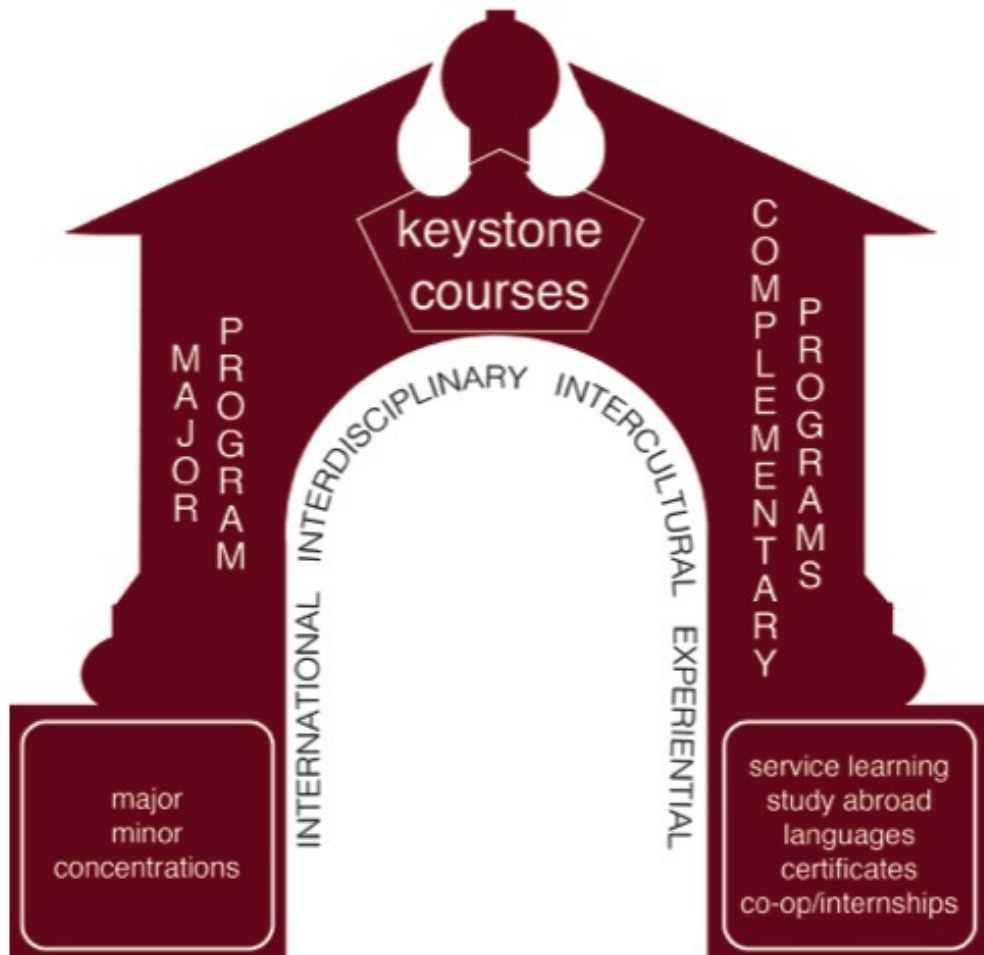 keystone
courses
MAJOR
PROGRAM
COMPLEMENTARY
PROGRAMS
INTERNATIONAL INTERDISCIPLINARY INTERCULTURAL EXPERIENTIAL
major
minor
concentrations
service learning
study abroad
languages
certificates
co-op/internships